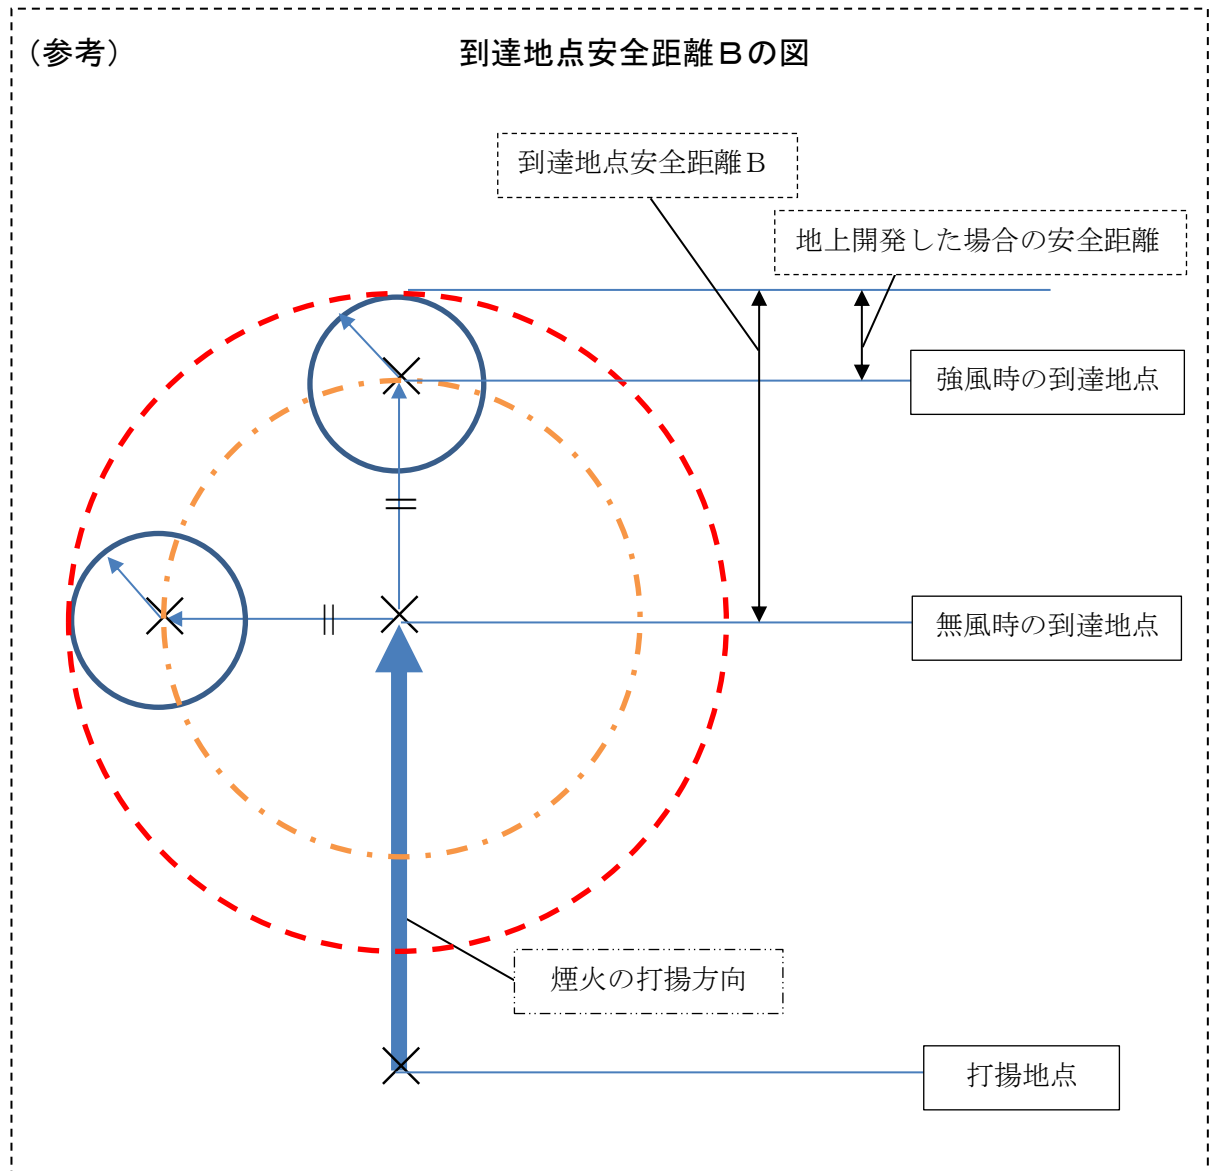 (参考) 到達地点安全距離Bの図
到達地点安全距離B
地上開発した場合の安全距離
強風時の到達地点
無風時の到達地点
煙火の打揚方向
打揚地点